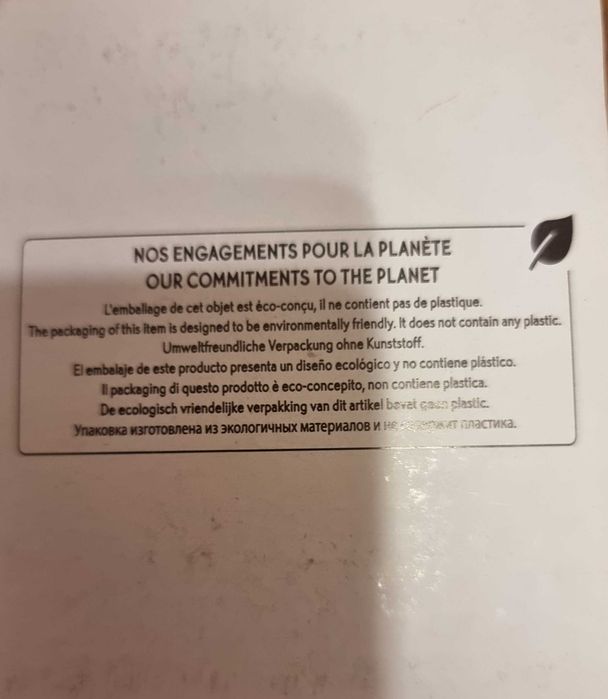 NOS ENGAGEMENTS POUR LA PLANÈTE
OUR COMMITMENTS TO THE PLANET
L'emballage de cet objet est éco-conçu, il ne contient pas de plastique.
The packaging of this item is designed to be environmentally friendly. It does not contain any plastic.
Umweltfreundliche Verpackung ohne Kunststoff.
El embalaje de este producto presenta un diseño ecológico y no contiene plástico.
Il packaging di questo prodotto è eco-concepito, non contiene plastica.
De ecologisch vriendelijke verpakking van dit artikel bevat geen plastic.
Упаковка изготовлена из экологичных материалов и не содержит пластика.